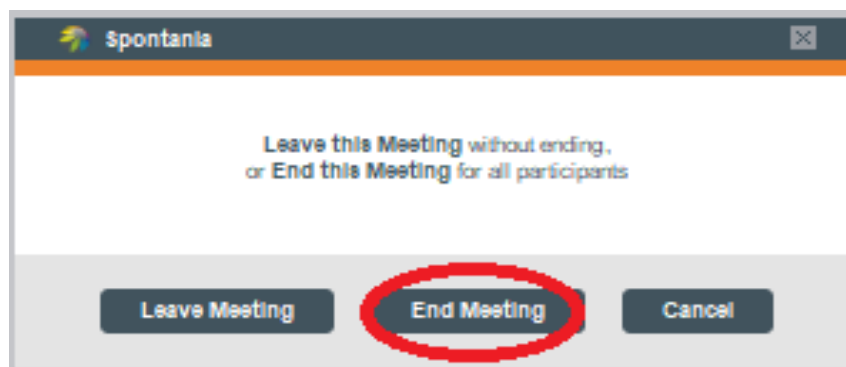 Spontania
Leave this Meeting without ending,
or End this Meeting for all participants
Leave Meeting End Meeting Cancel